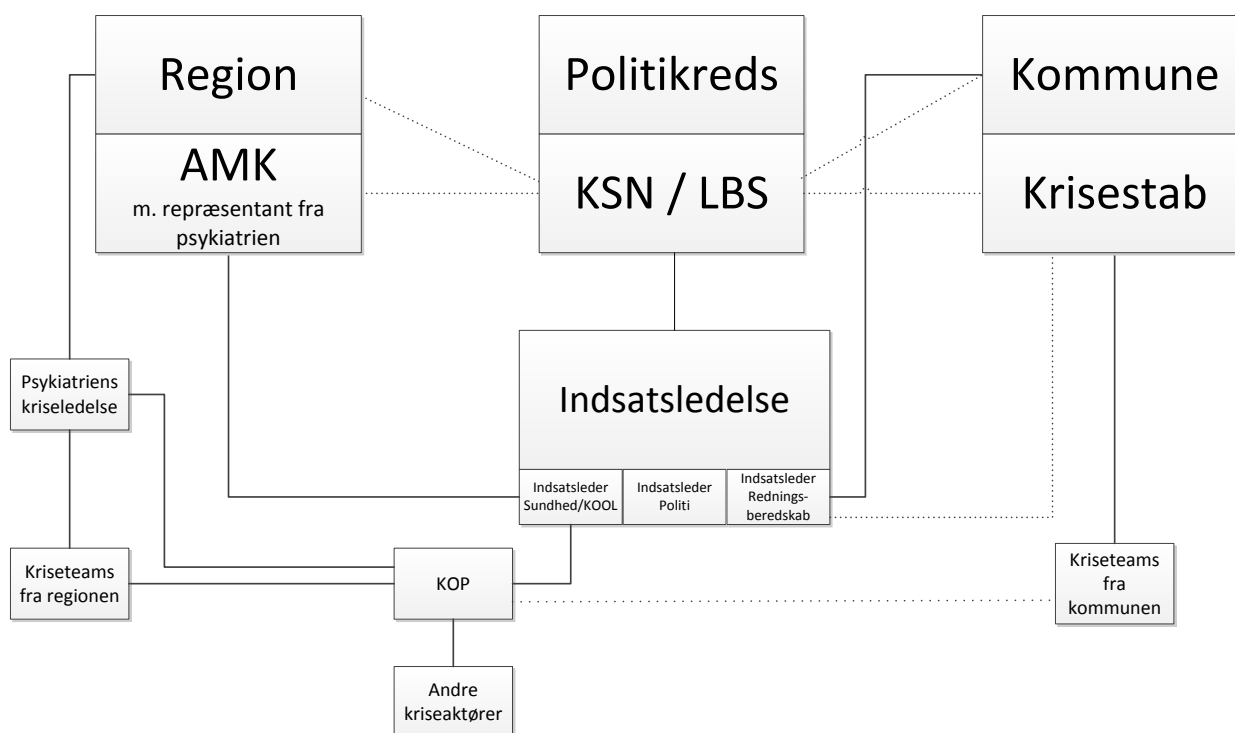 Region
AMK
m. repræsentant fra
psykiatrien
Politikreds
KSN / LBS
Kommune
Krisestab
Psykiatriens
kriseledelse
Indsatsledelse
Indsatsleder
Sundhed/KOOL
Indsatsleder
Politi
Indsatsleder
Rednings-
beredskab
Kriseteams
fra regionen
KOP
Kriseteams
fra
kommunen
Andre
kriseaktører